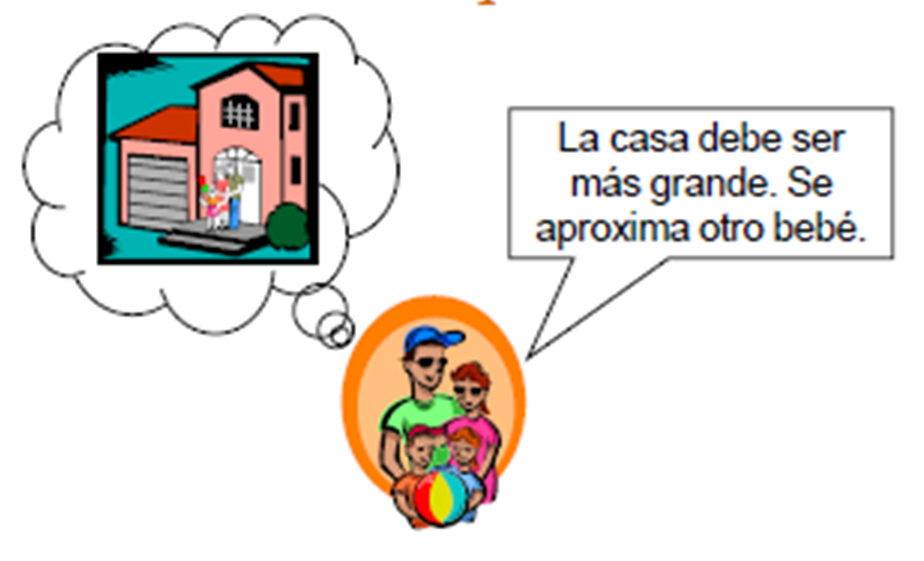 La casa debe ser
más grande. Se
aproxima otro bebé.